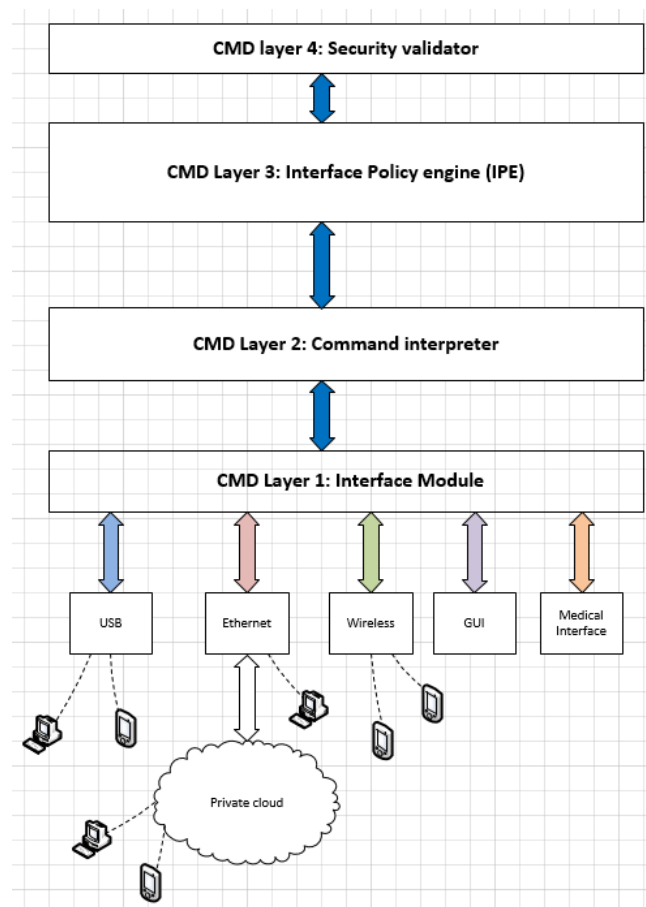 CMD layer 4: Security validator
CMD Layer 3: Interface Policy engine (IPE)
CMD Layer 2: Command interpreter
CMD Layer 1: Interface Module
USB
Ethernet
Wireless
GUI
Medical
Interface
Private cloud